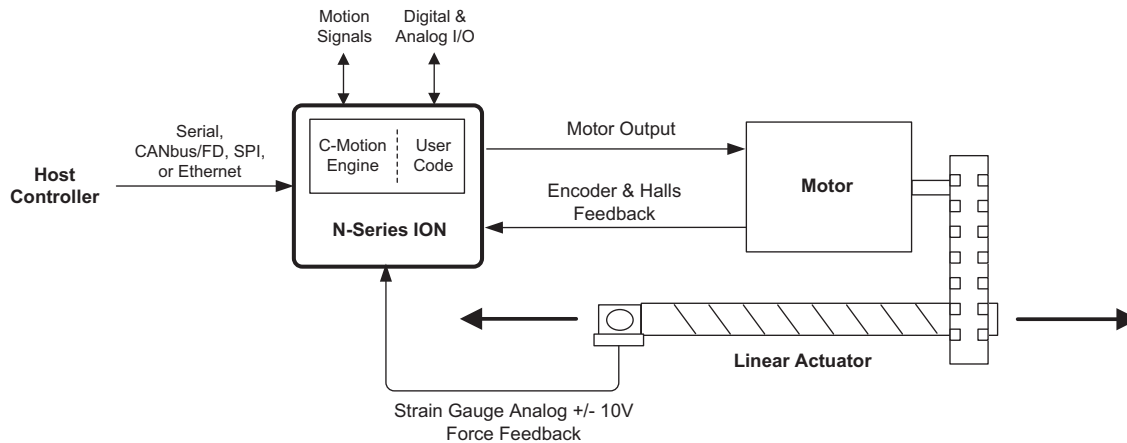 Motion
Signals
Digital &
Analog I/O
Serial,
CANbus/FD, SPI,
or Ethernet
Host
Controller
C-Motion
Engine
User
Code
N-Series ION
Motor Output
Encoder & Halls
Feedback
Motor
Linear Actuator
Strain Gauge Analog +/- 10V
Force Feedback